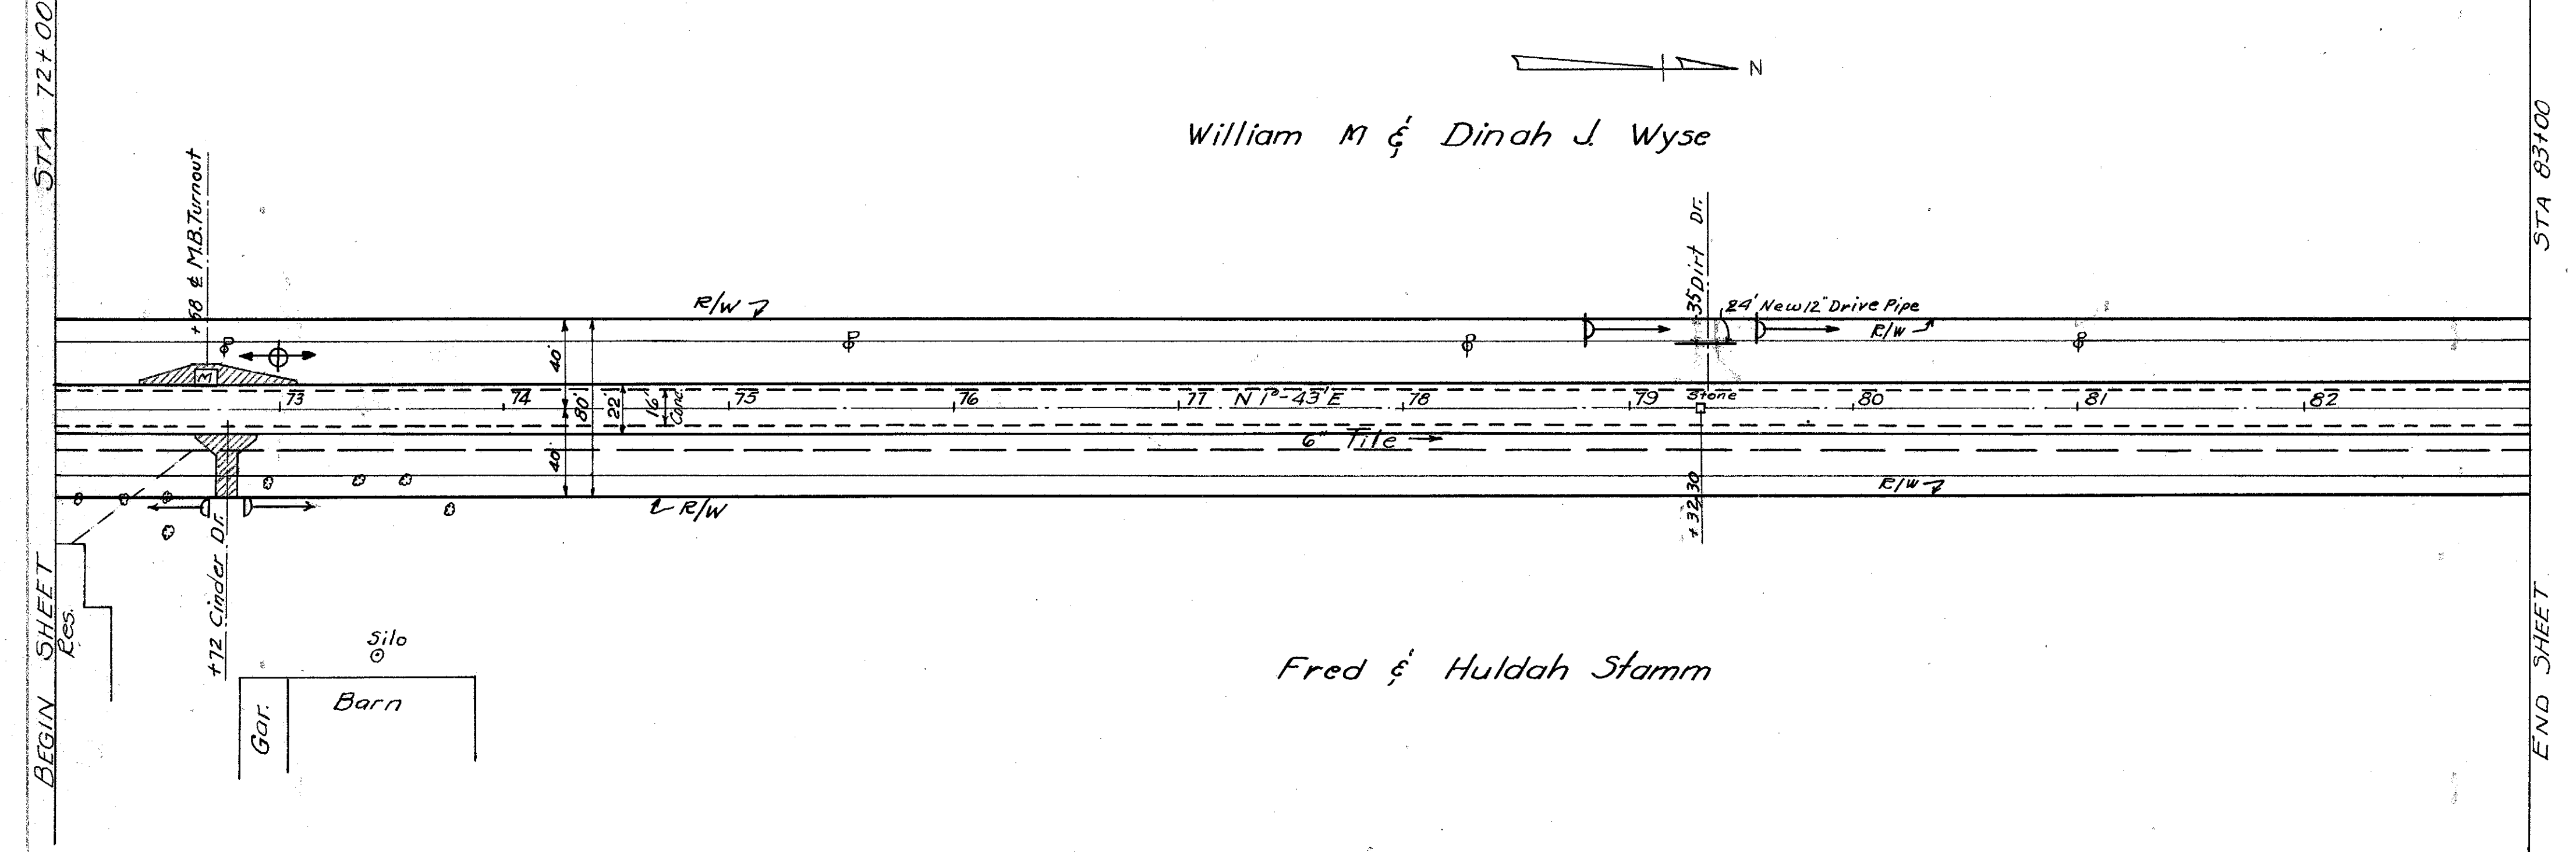 BEGIN SHEET STA 72+00
N
William M & Dinah J. Wyse
STA 83+00
END SHEET
+68 ℄ M.B. Turnout
+35 Dirt Dr.
R/W
24' New 12" Drive Pipe
R/W
P
P
P
P
M
40'
80'
22'
16' Conc.
40'
73
74
75
76
77
N 1°-43' E
78
79
Stone
80
81
82
6" Tile
R/W
R/W
+32.30
+72 Cinder Dr.
Res.
Silo
Gar.
Barn
Fred & Huldah Stamm